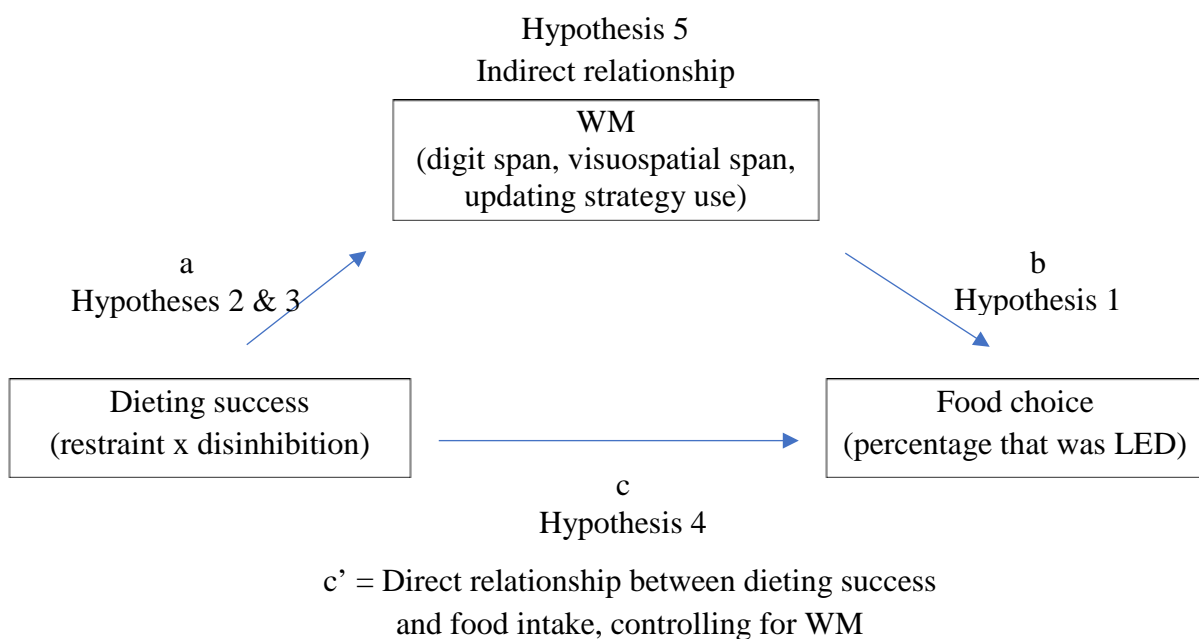 Hypothesis 5
Indirect relationship
WM
(digit span, visuospatial span,
updating strategy use)
a
Hypotheses 2 & 3
b
Hypothesis 1
Dieting success
(restraint x disinhibition)
Food choice
(percentage that was LED)
c
Hypothesis 4
c’ = Direct relationship between dieting success
and food intake, controlling for WM